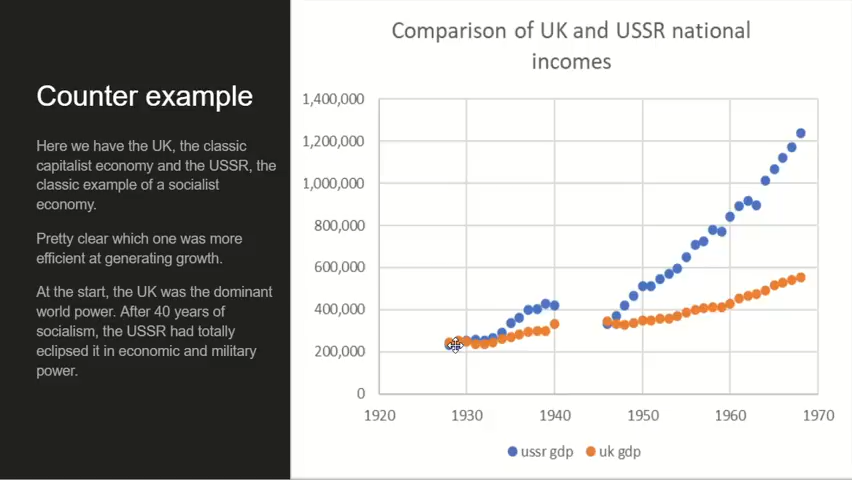 Comparison of UK and USSR national
incomes
Counter example
Here we have the UK, the classic
capitalist economy and the USSR, the
classic example of a socialist
economy.
Pretty clear which one was more
efficient at generating growth.
At the start, the UK was the dominant
world power. After 40 years of
socialism, the USSR had totally
eclipsed it in economic and military
power.
1,400,000
1,200,000
1,000,000
800,000
600,000
400,000
200,000
0
1920 1930 1940 1950 1960 1970
ussr gdp uk gdp